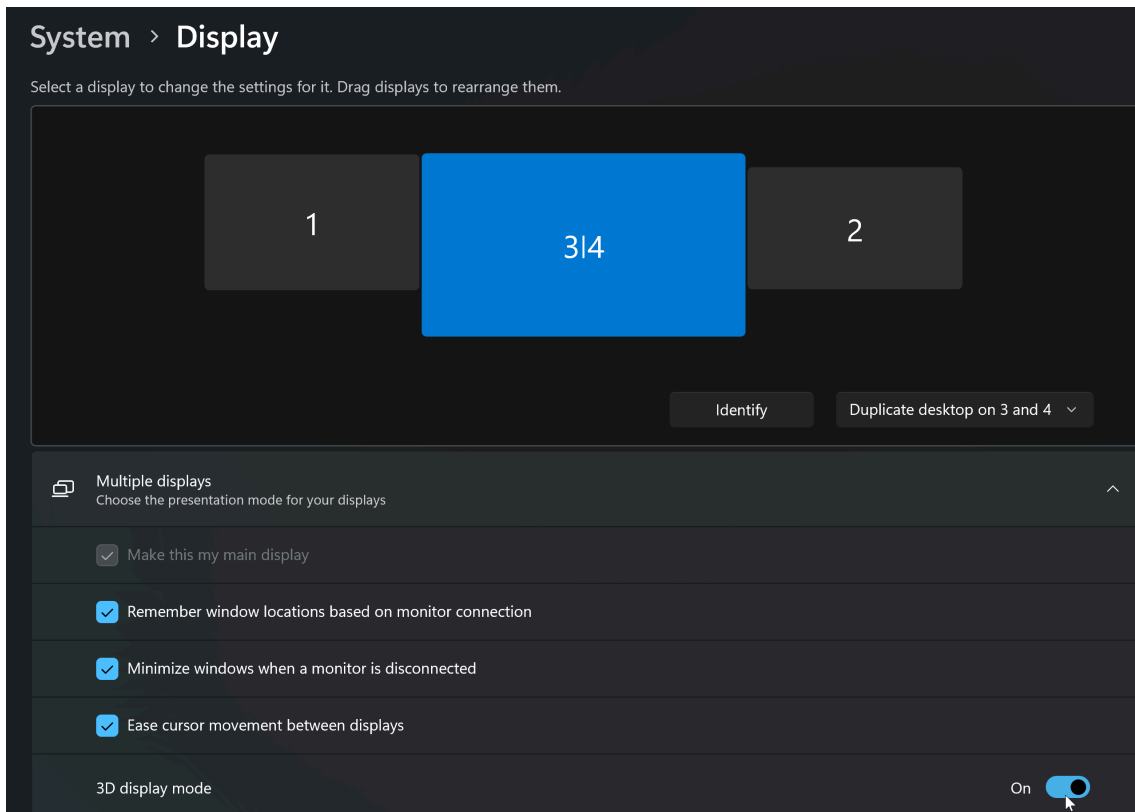 System > Display
Select a display to change the settings for it. Drag displays to rearrange them.
1
3|4
2
Identify
Duplicate desktop on 3 and 4
Multiple displays
Choose the presentation mode for your displays
Make this my main display
Remember window locations based on monitor connection
Minimize windows when a monitor is disconnected
Ease cursor movement between displays
3D display mode
On